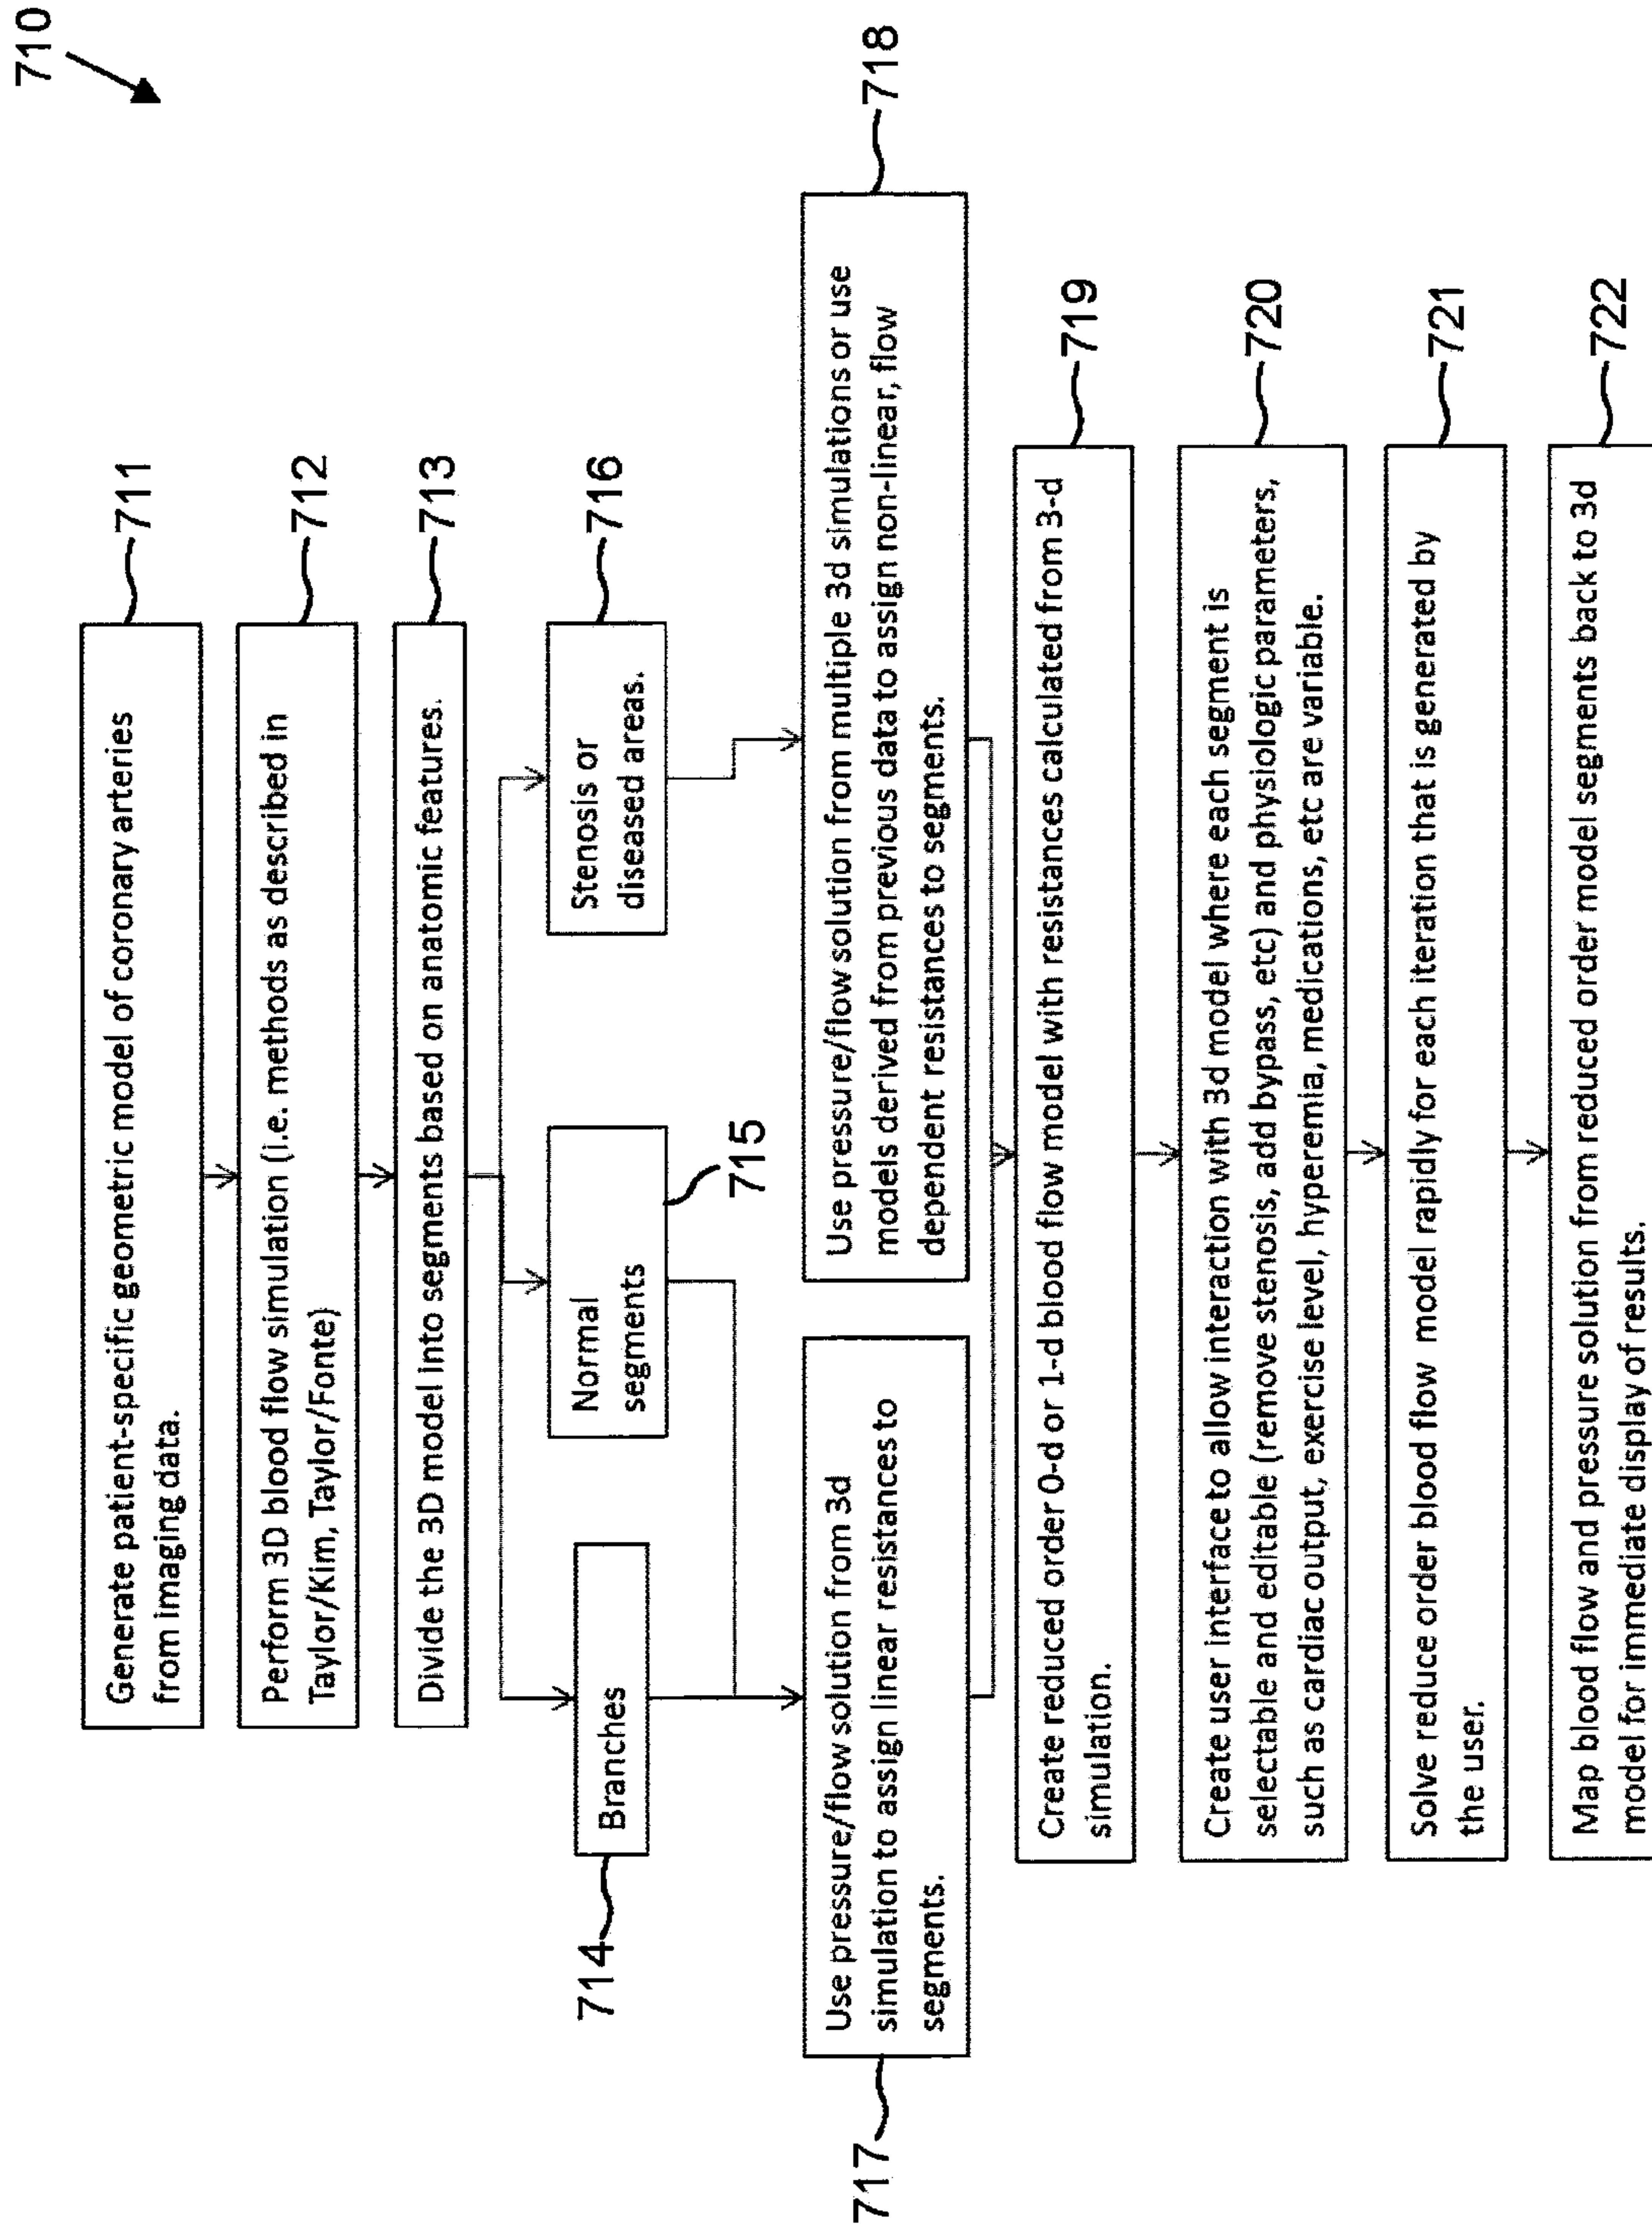 710
Generate patient-specific geometric model of coronary arteries
from imaging data.
711
Perform 3D blood flow simulation (i.e. methods as described in
Taylor/Kim, Taylor/Fonte)
712
Divide the 3D model into segments based on anatomic features.
713
Branches
714
Normal
segments
715
Stenosis or
diseased areas.
716
Use pressure/flow solution from 3d
simulation to assign linear resistances to
segments.
717
Use pressure/flow solution from multiple 3d simulations or use
models derived from previous data to assign non-linear, flow
dependent resistances to segments.
718
Create reduced order 0-d or 1-d blood flow model with resistances calculated from 3-d
simulation.
719
Create user interface to allow interaction with 3d model where each segment is
selectable and editable (remove stenosis, add bypass, etc) and physiologic parameters,
such as cardiac output, exercise level, hyperemia, medications, etc are variable.
720
Solve reduce order blood flow model rapidly for each iteration that is generated by
the user.
721
Map blood flow and pressure solution from reduced order model segments back to 3d
model for immediate display of results.
722